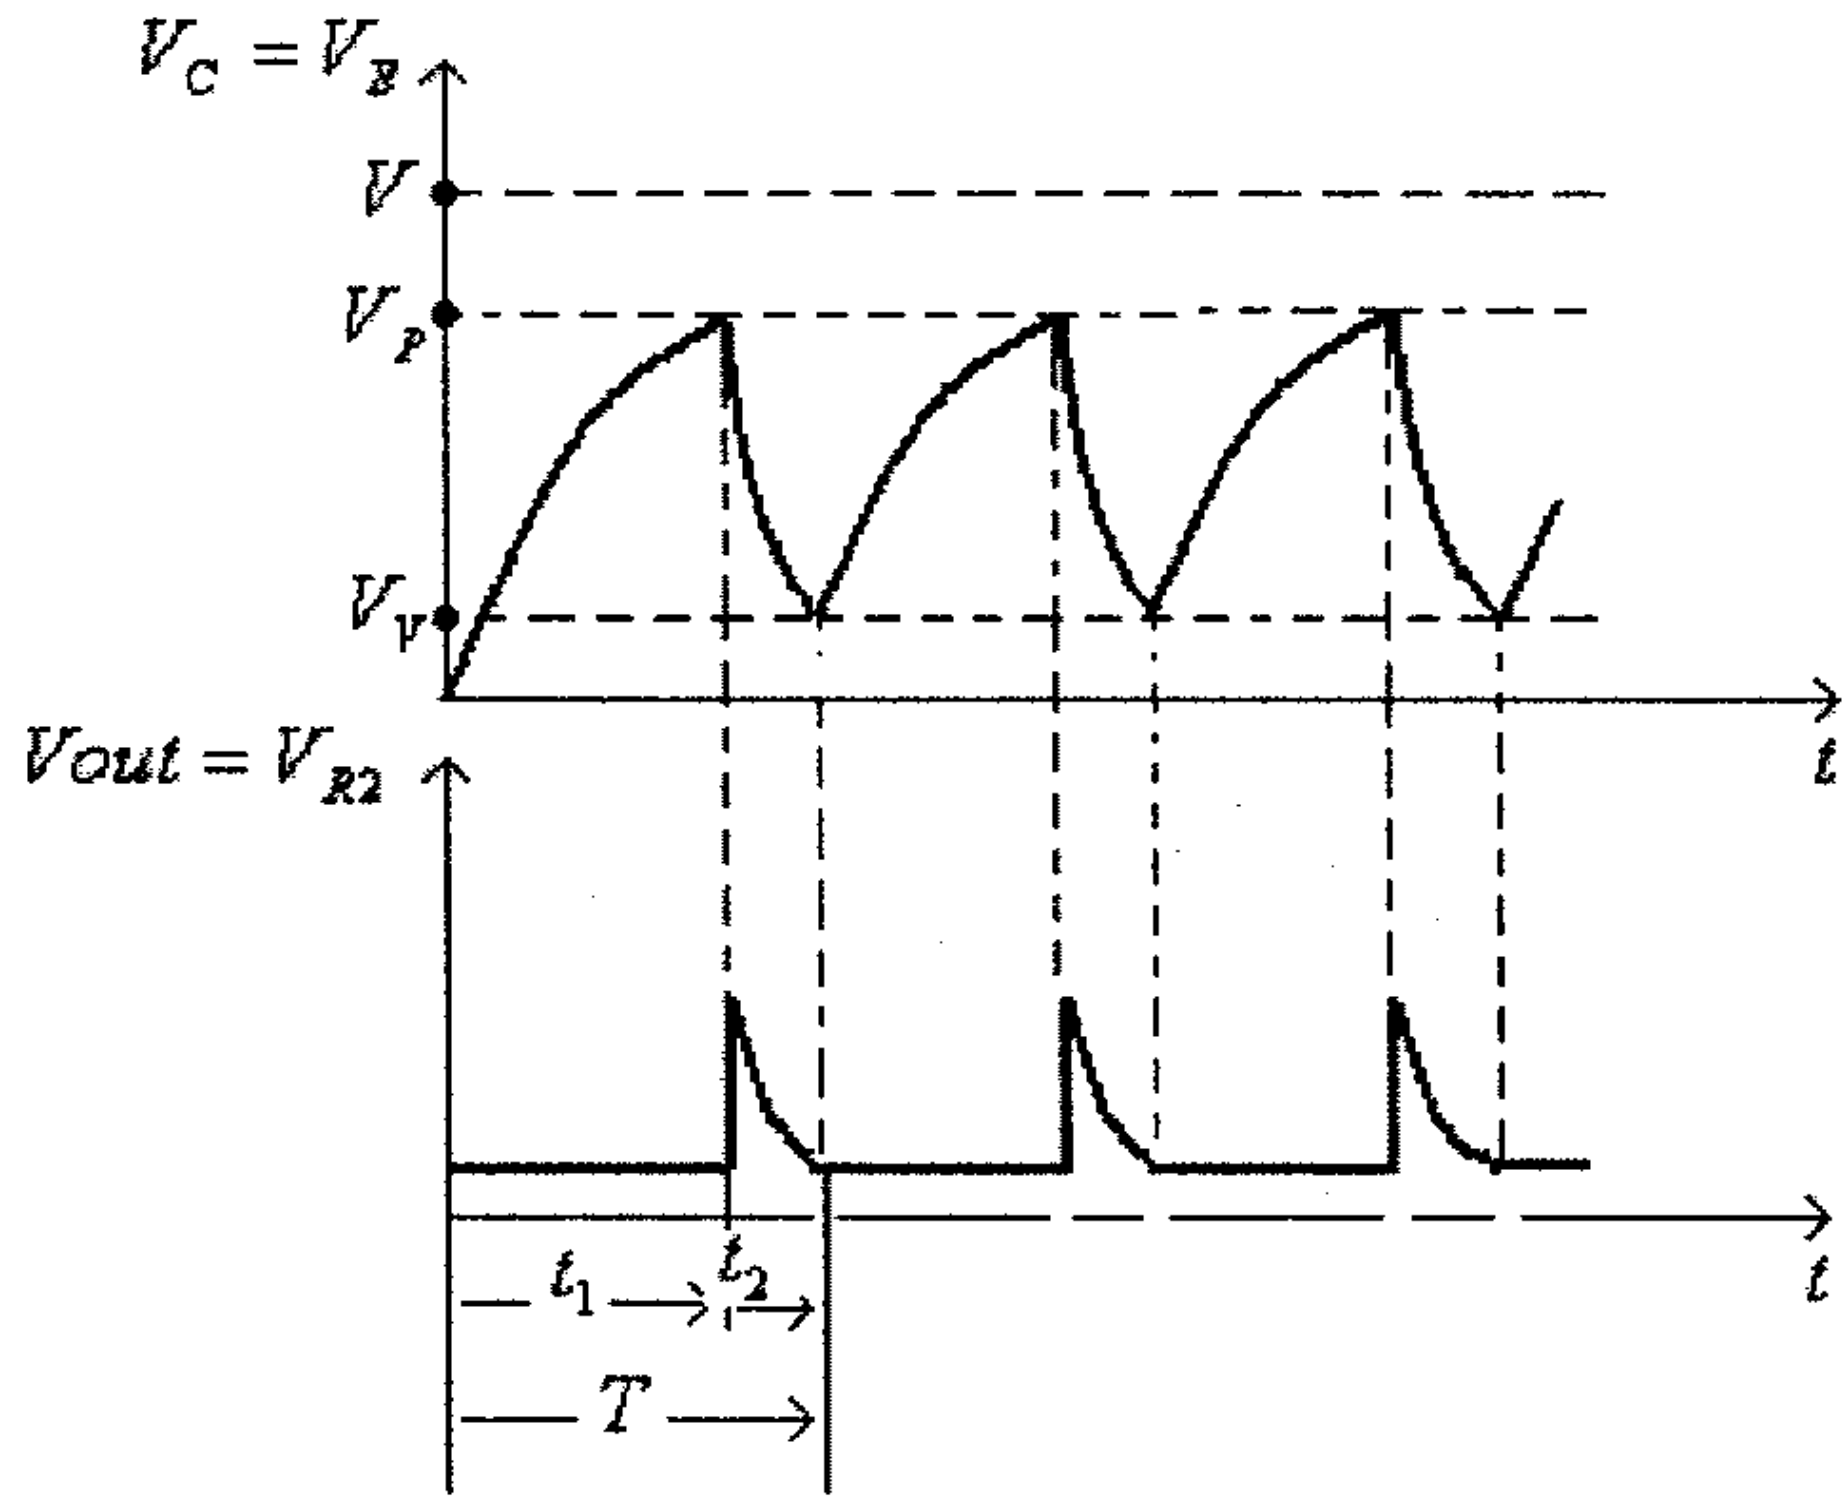 V_C = V_E
V
V_P
V_V
t
Vout = V_R2
t
t_1
t_2
T